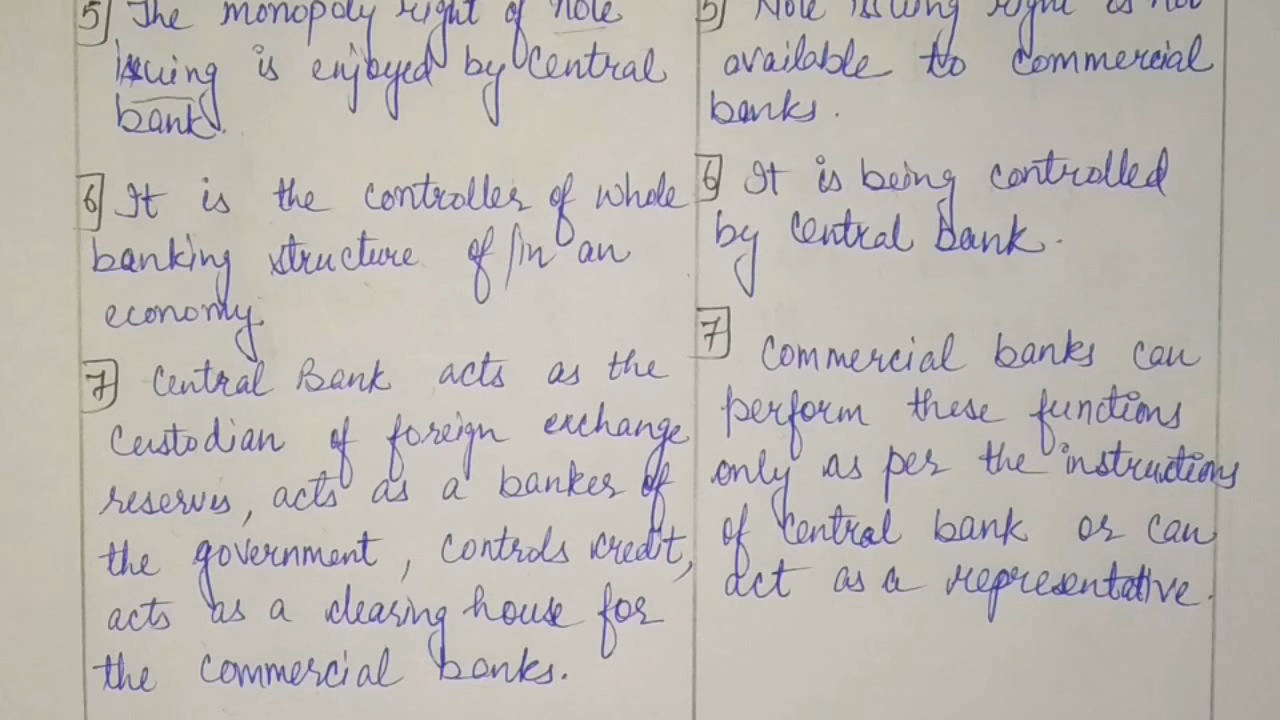 5) The monopoly right of note
issuing is enjoyed by Central
bank.
6) It is the controller of whole
banking structure of/in an
economy.
7) Central Bank acts as the
Custodian of foreign exchange
reserves, acts as a banker of
the government, controls credit,
acts as a clearing house for
the commercial banks.
5) Note issuing right is not
available to commercial
banks.
6) It is being controlled
by Central Bank.
7) Commercial banks can
perform these functions
only as per the instructions
of Central bank or can
act as a representative.